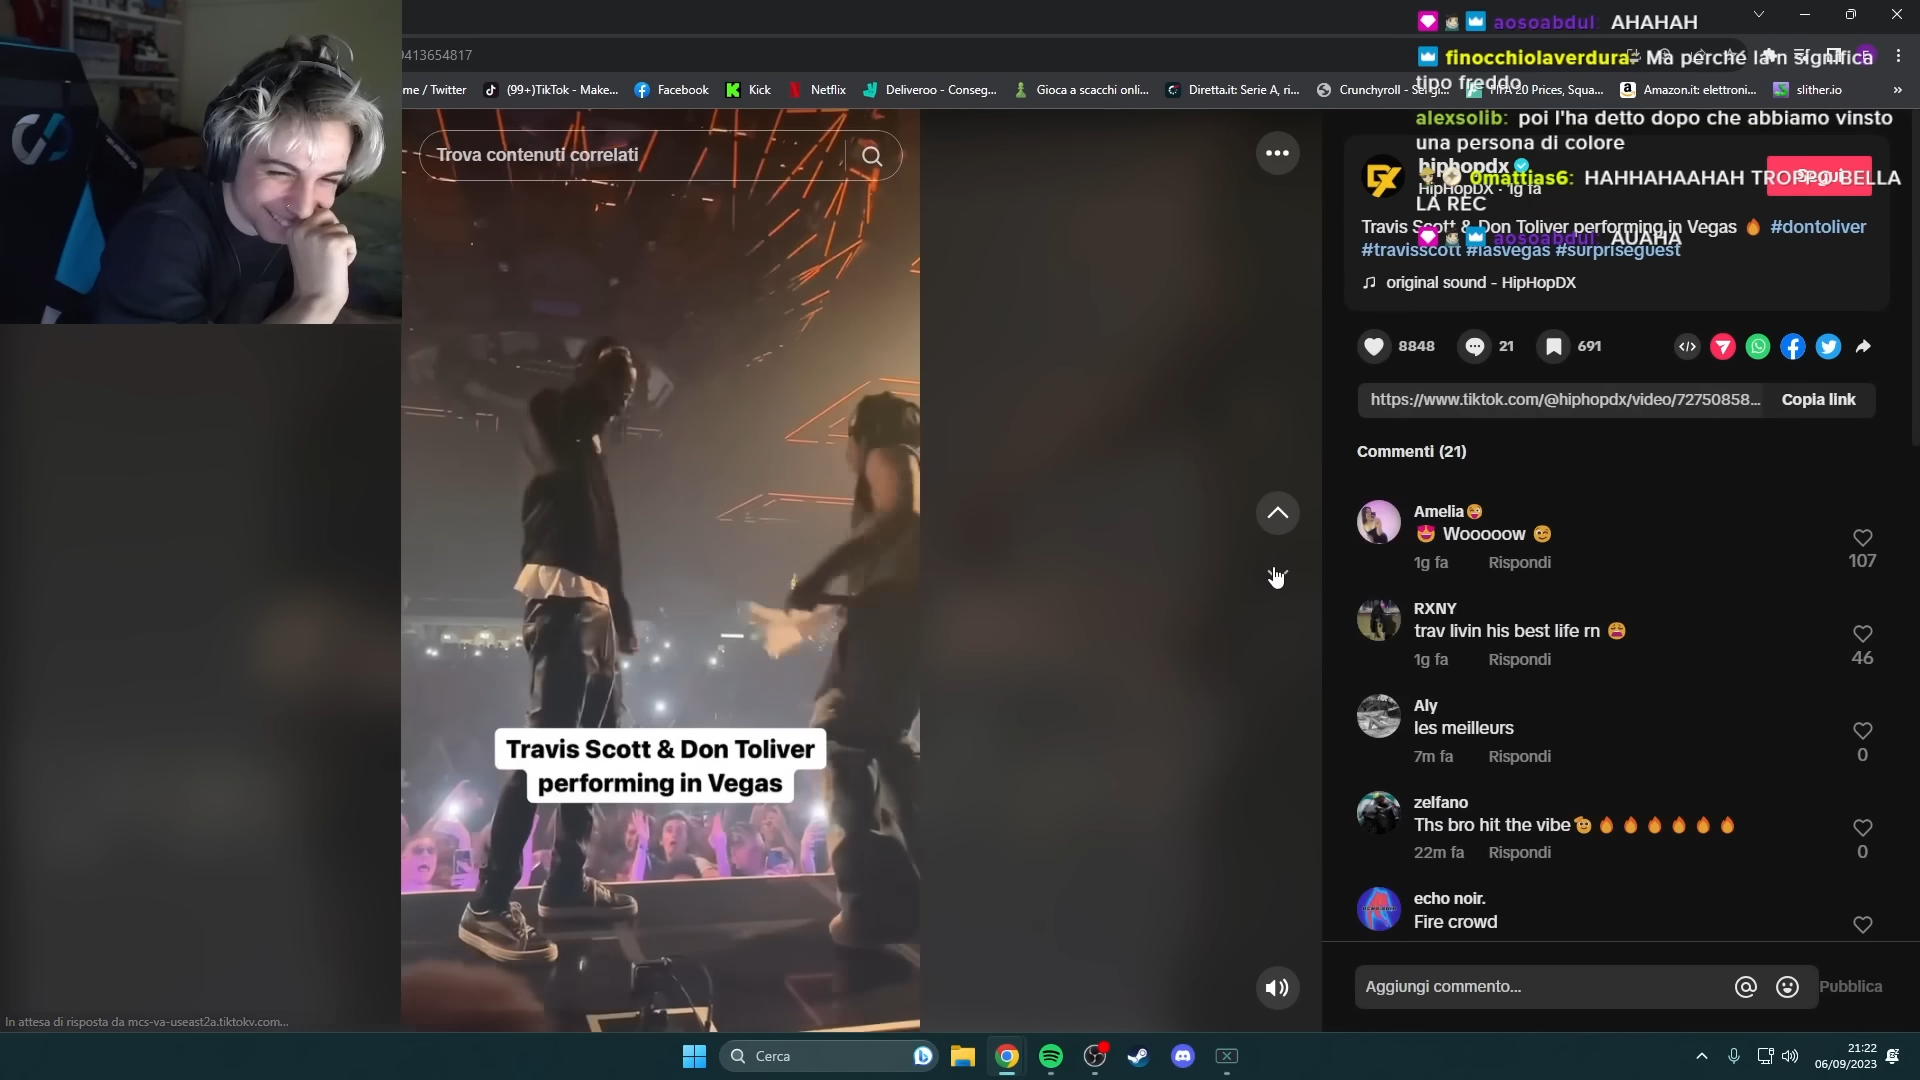 aosoabdul: AHAHAH
finocchiolaverdura: Ma perché la n significa
tipo freddo
alexsolib: poi l'ha detto dopo che abbiamo vinsto
una persona di colore
0mattias6: HAHHAHAAHAH TROPPO BELLA
LA REC
aosoabdul: AUAHA
0413654817
me / Twitter
(99+)TikTok - Make...
Facebook
Kick
Netflix
Deliveroo - Conseg...
Gioca a scacchi onli...
Diretta.it: Serie A, ri...
Crunchyroll - Se
20 Prices, Squa...
Amazon.it: elettroni...
slither.io
»
Trova contenuti correlati
hiphopdx
HipHopDX · 1g fa
Segui
Travis Scott & Don Toliver performing in Vegas 🔥 #dontoliver
#travisscott #lasvegas #surpriseguest
original sound - HipHopDX
8848
21
691
https://www.tiktok.com/@hiphopdx/video/72750858...
Copia link
Commenti (21)
Amelia🤪
😍 Wooooow 😊
1g fa Rispondi
107
RXNY
trav livin his best life rn 😩
1g fa Rispondi
46
Aly
les meilleurs
7m fa Rispondi
0
zelfano
Ths bro hit the vibe🫡🔥🔥🔥🔥🔥🔥
22m fa Rispondi
0
echo noir.
Fire crowd
Aggiungi commento...
Pubblica
Travis Scott & Don Toliver
performing in Vegas
In attesa di risposta da mcs-va-useast2a.tiktokv.com...
Cerca
21:22
06/09/2023